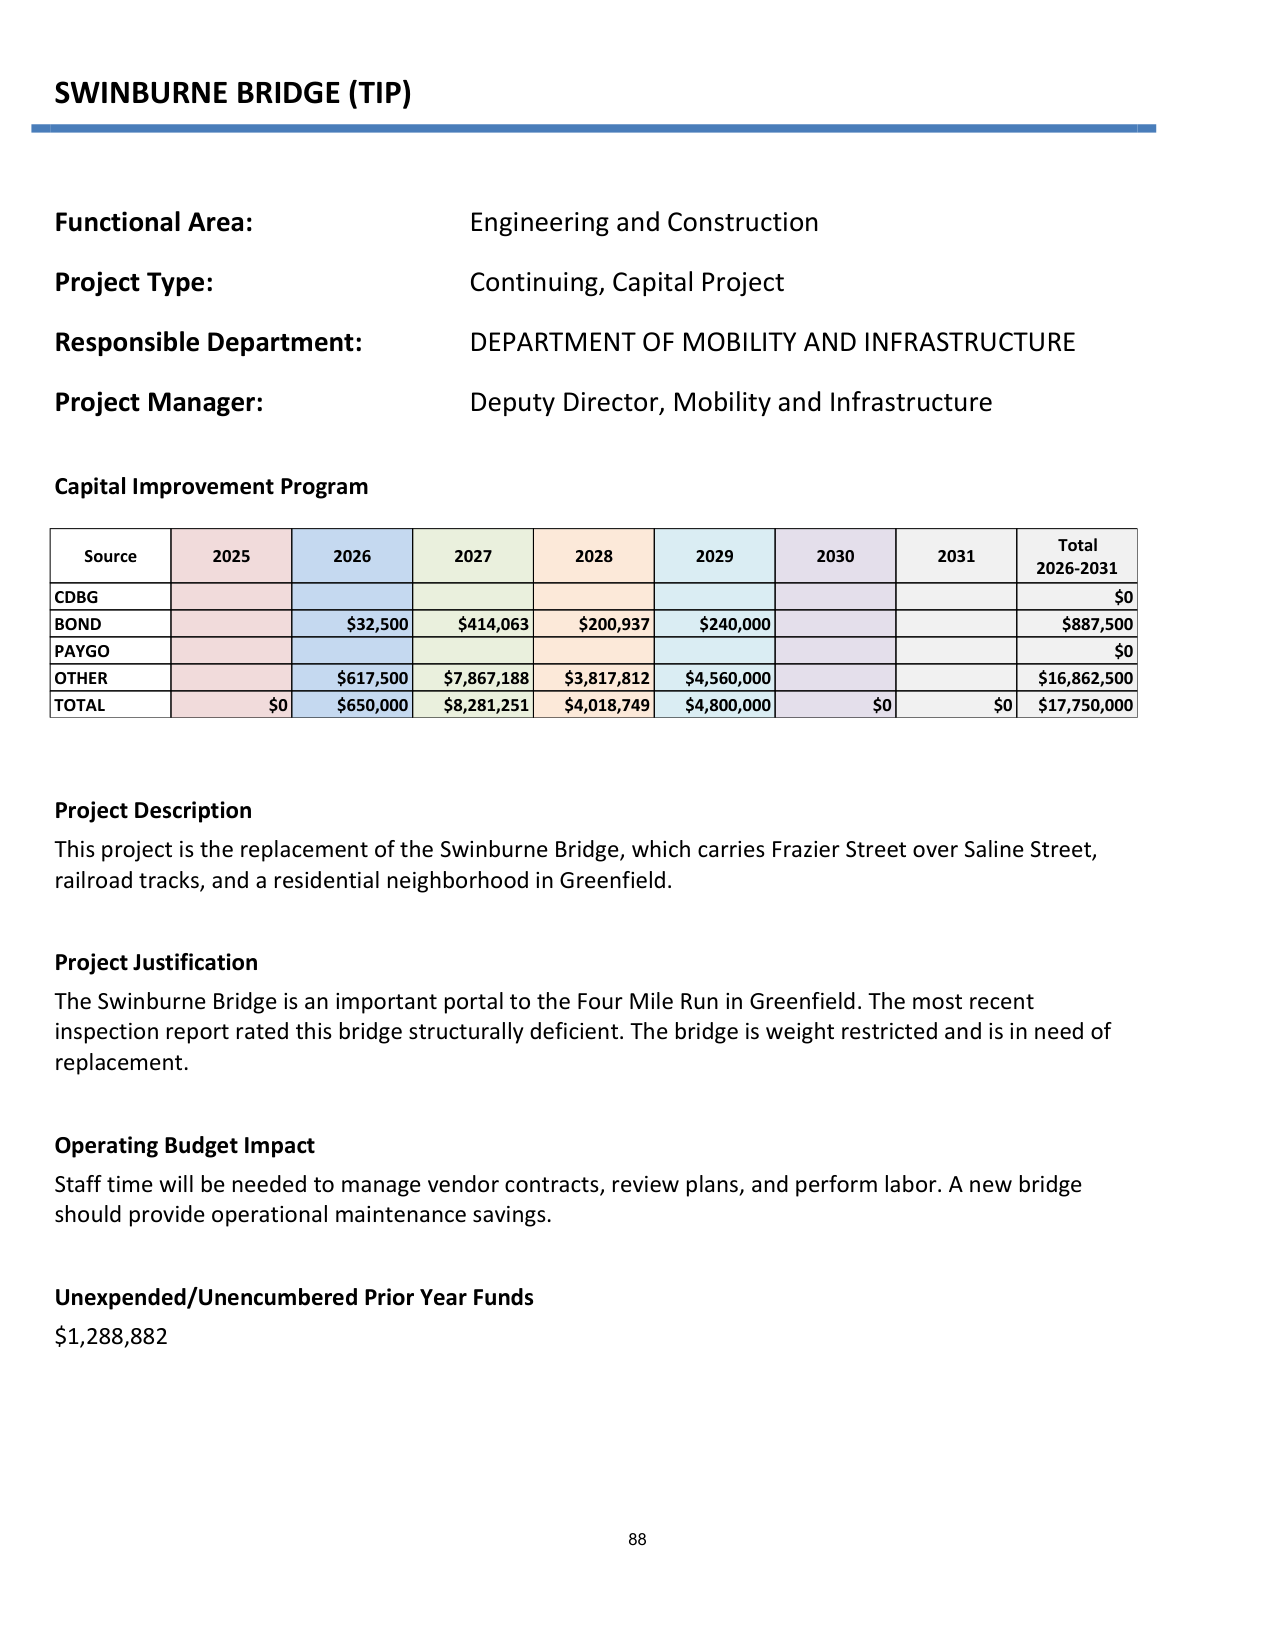 SWINBURNE BRIDGE (TIP)
Functional Area: Engineering and Construction
Project Type: Continuing, Capital Project
Responsible Department: DEPARTMENT OF MOBILITY AND INFRASTRUCTURE
Project Manager: Deputy Director, Mobility and Infrastructure
Capital Improvement Program
Source 2025 2026 2027 2028 2029 2030 2031 Total 2026-2031
CDBG $0
BOND $32,500 $414,063 $200,937 $240,000 $887,500
PAYGO $0
OTHER $617,500 $7,867,188 $3,817,812 $4,560,000 $16,862,500
TOTAL $0 $650,000 $8,281,251 $4,018,749 $4,800,000 $0 $0 $17,750,000
Project Description
This project is the replacement of the Swinburne Bridge, which carries Frazier Street over Saline Street,
railroad tracks, and a residential neighborhood in Greenfield.
Project Justification
The Swinburne Bridge is an important portal to the Four Mile Run in Greenfield. The most recent
inspection report rated this bridge structurally deficient. The bridge is weight restricted and is in need of
replacement.
Operating Budget Impact
Staff time will be needed to manage vendor contracts, review plans, and perform labor. A new bridge
should provide operational maintenance savings.
Unexpended/Unencumbered Prior Year Funds
$1,288,882
88